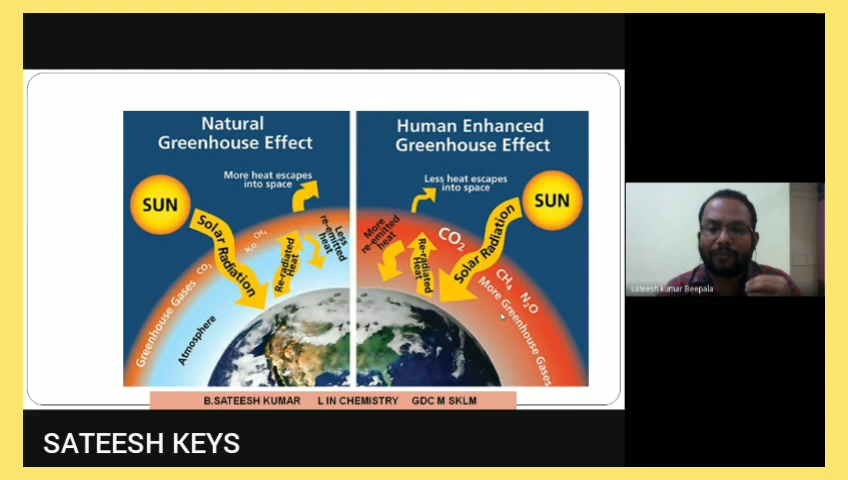 Natural
Greenhouse Effect
More heat escapes
into space
SUN
Solar Radiation
CH4
N2O
CO2
Less
re-emitted
heat
Re-radiated
Heat
Greenhouse Gases
Atmosphere
Human Enhanced
Greenhouse Effect
Less heat escapes
into space
SUN
More
re-emitted
heat
CO2
Re-radiated
Heat
Solar Radiation
CH4 N2O
More Greenhouse Gases
B.SATEESH KUMAR L IN CHEMISTRY GDC M SKLM
sateesh kumar Beepala
SATEESH KEYS